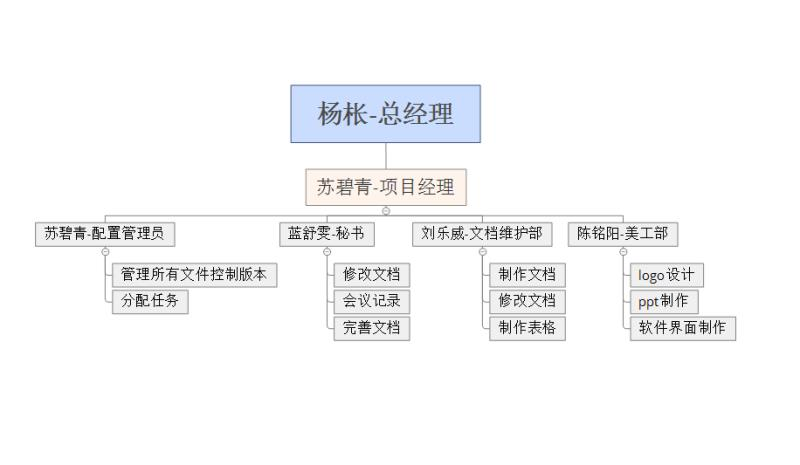 杨枨-总经理
苏碧青-项目经理
苏碧青-配置管理员
管理所有文件控制版本
分配任务
蓝舒雯-秘书
修改文档
会议记录
完善文档
刘乐威-文档维护部
制作文档
修改文档
制作表格
陈铭阳-美工部
logo设计
ppt制作
软件界面制作